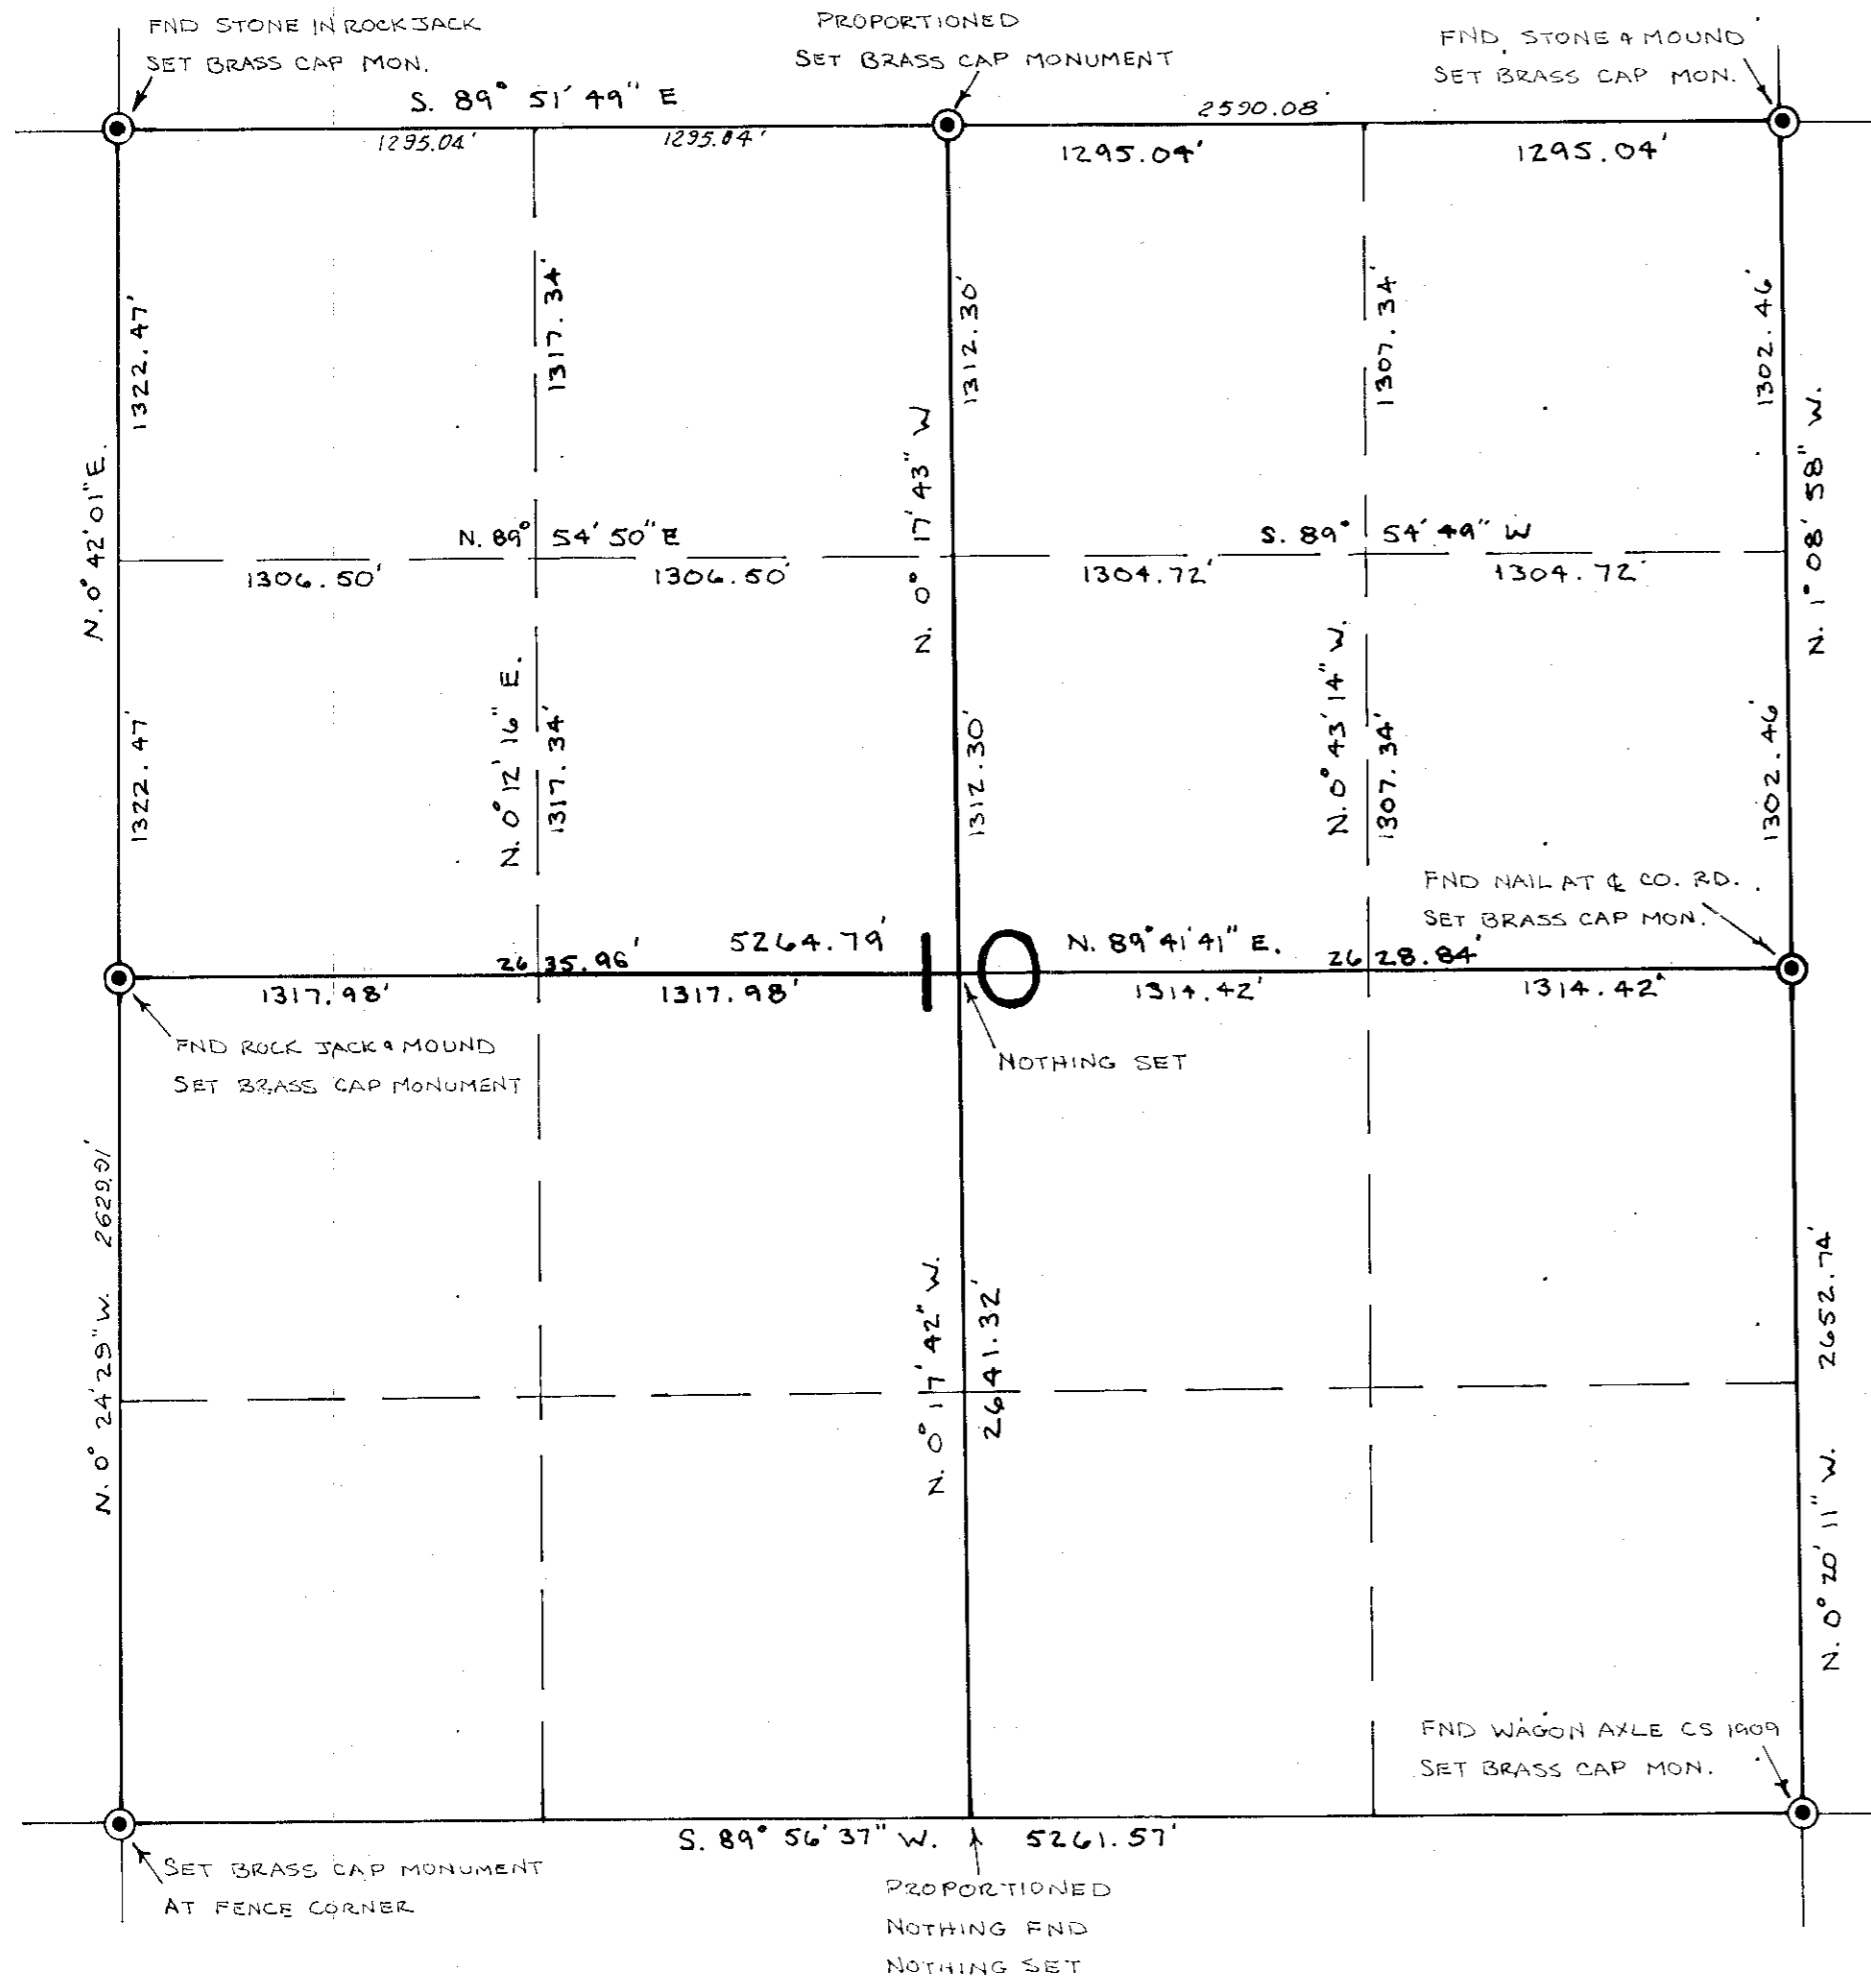 FND STONE IN ROCK JACK
SET BRASS CAP MON.
PROPORTIONED
SET BRASS CAP MONUMENT
FND. STONE & MOUND
SET BRASS CAP MON.
S. 89° 51' 49" E
2590.08'
1295.04'
1295.04'
1295.04'
1295.04'
1322.47'
1317.34'
1312.30'
1307.34'
1302.46'
N. 0° 42' 01" E.
N. 0° 17' 43" W
N. 1° 08' 58" W.
N. 89° 54' 50" E
S. 89° 54' 49" W
1306.50'
1306.50'
1304.72'
1304.72'
N. 0° 12' 16" E.
N. 0° 43' 14" W.
1322.47'
1317.34'
1312.30'
1307.34'
1302.46'
FND NAIL AT ℄ CO. RD.
SET BRASS CAP MON.
2635.96'
5264.79'
10
N. 89° 41' 41" E.
2628.84'
1317.98'
1317.98'
1314.42'
1314.42'
FND ROCK JACK & MOUND
SET BRASS CAP MONUMENT
NOTHING SET
N. 0° 24' 29" W. 2629.91'
N. 0° 17' 42" W.
2641.32'
N. 0° 20' 11" W. 2652.74'
FND WAGON AXLE CS 1909
SET BRASS CAP MON.
S. 89° 56' 37" W. 5261.57'
SET BRASS CAP MONUMENT
AT FENCE CORNER
PROPORTIONED
NOTHING FND
NOTHING SET